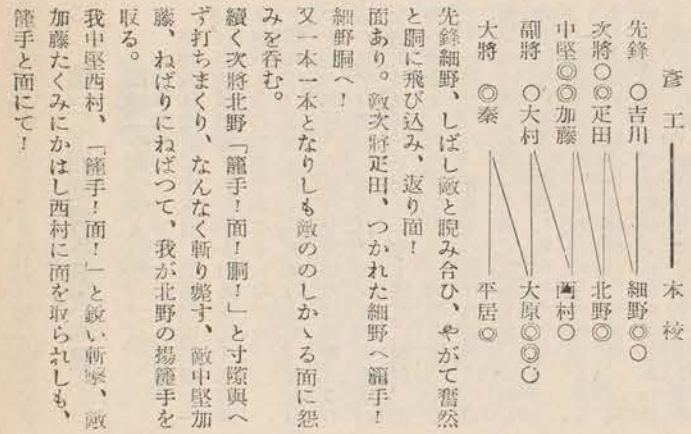 彥工━━━本校
先鋒　○吉川　細野◎○
次將○◎疋田　北野◎
中堅◎◎加藤　西村○
副將　○大村　大原◎◎○
大將　◎秦　平居◎
先鋒細野、しばし敵と睨み合ひ、やがて奮然
と胴に飛び込み、返り面！
面あり。敵次將疋田、つかれた細野へ籠手！
細野胴へ！
又一本一本となりしも敵ののしかゝる面に怨
みを呑む。
續く次將北野「籠手！面！胴！」と寸隙與へ
ず打ちまくり、なんなく斬り斃す、敵中堅加
藤、ねばりにねばつて、我が北野の揚籠手を
取る。
我中堅西村、「籠手！面！」と鋭い斬擊、敵
加藤たくみにかはし西村に面を取られしも、
籠手と面にて！